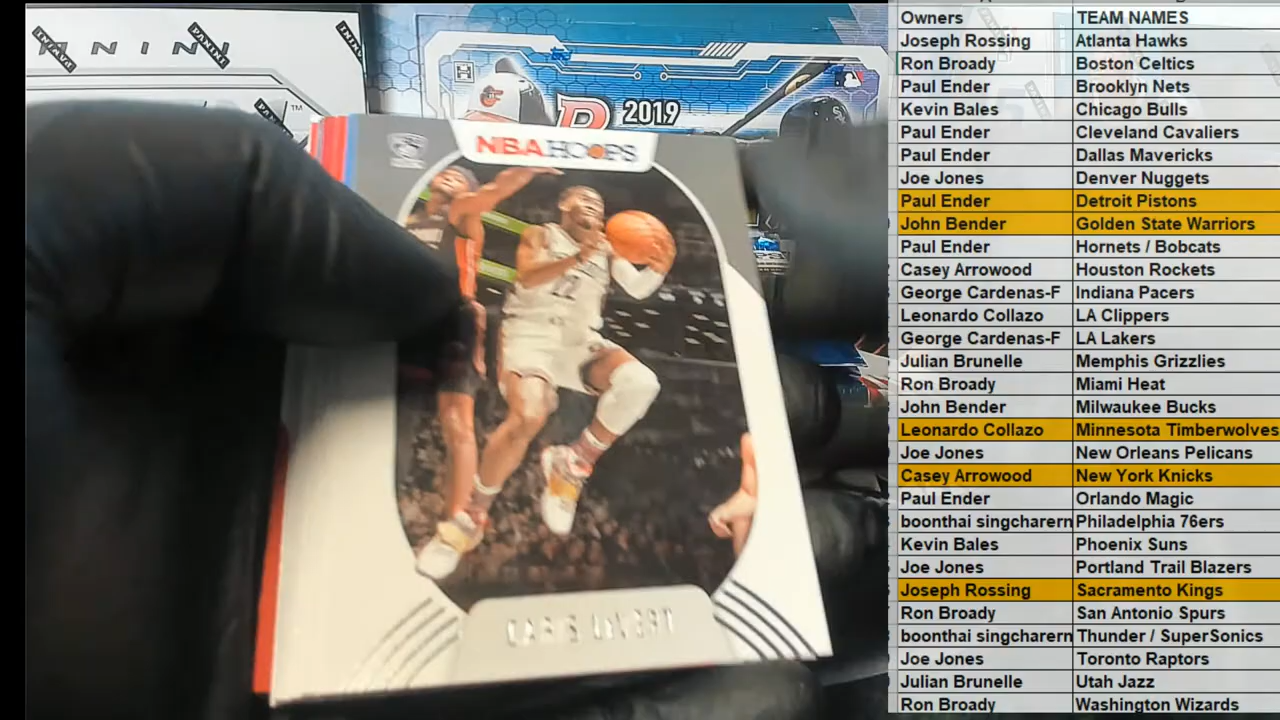 PANINI
PANINI
PANINI
2019
NBA HOOPS
22
CARIS LEVERT
Owners TEAM NAMES
Joseph Rossing Atlanta Hawks
Ron Broady Boston Celtics
Paul Ender Brooklyn Nets
Kevin Bales Chicago Bulls
Paul Ender Cleveland Cavaliers
Paul Ender Dallas Mavericks
Joe Jones Denver Nuggets
Paul Ender Detroit Pistons
John Bender Golden State Warriors
Paul Ender Hornets / Bobcats
Casey Arrowood Houston Rockets
George Cardenas-F Indiana Pacers
Leonardo Collazo LA Clippers
George Cardenas-F LA Lakers
Julian Brunelle Memphis Grizzlies
Ron Broady Miami Heat
John Bender Milwaukee Bucks
Leonardo Collazo Minnesota Timberwolves
Joe Jones New Orleans Pelicans
Casey Arrowood New York Knicks
Paul Ender Orlando Magic
boonthai singcharern Philadelphia 76ers
Kevin Bales Phoenix Suns
Joe Jones Portland Trail Blazers
Joseph Rossing Sacramento Kings
Ron Broady San Antonio Spurs
boonthai singcharern Thunder / SuperSonics
Joe Jones Toronto Raptors
Julian Brunelle Utah Jazz
Ron Broady Washington Wizards